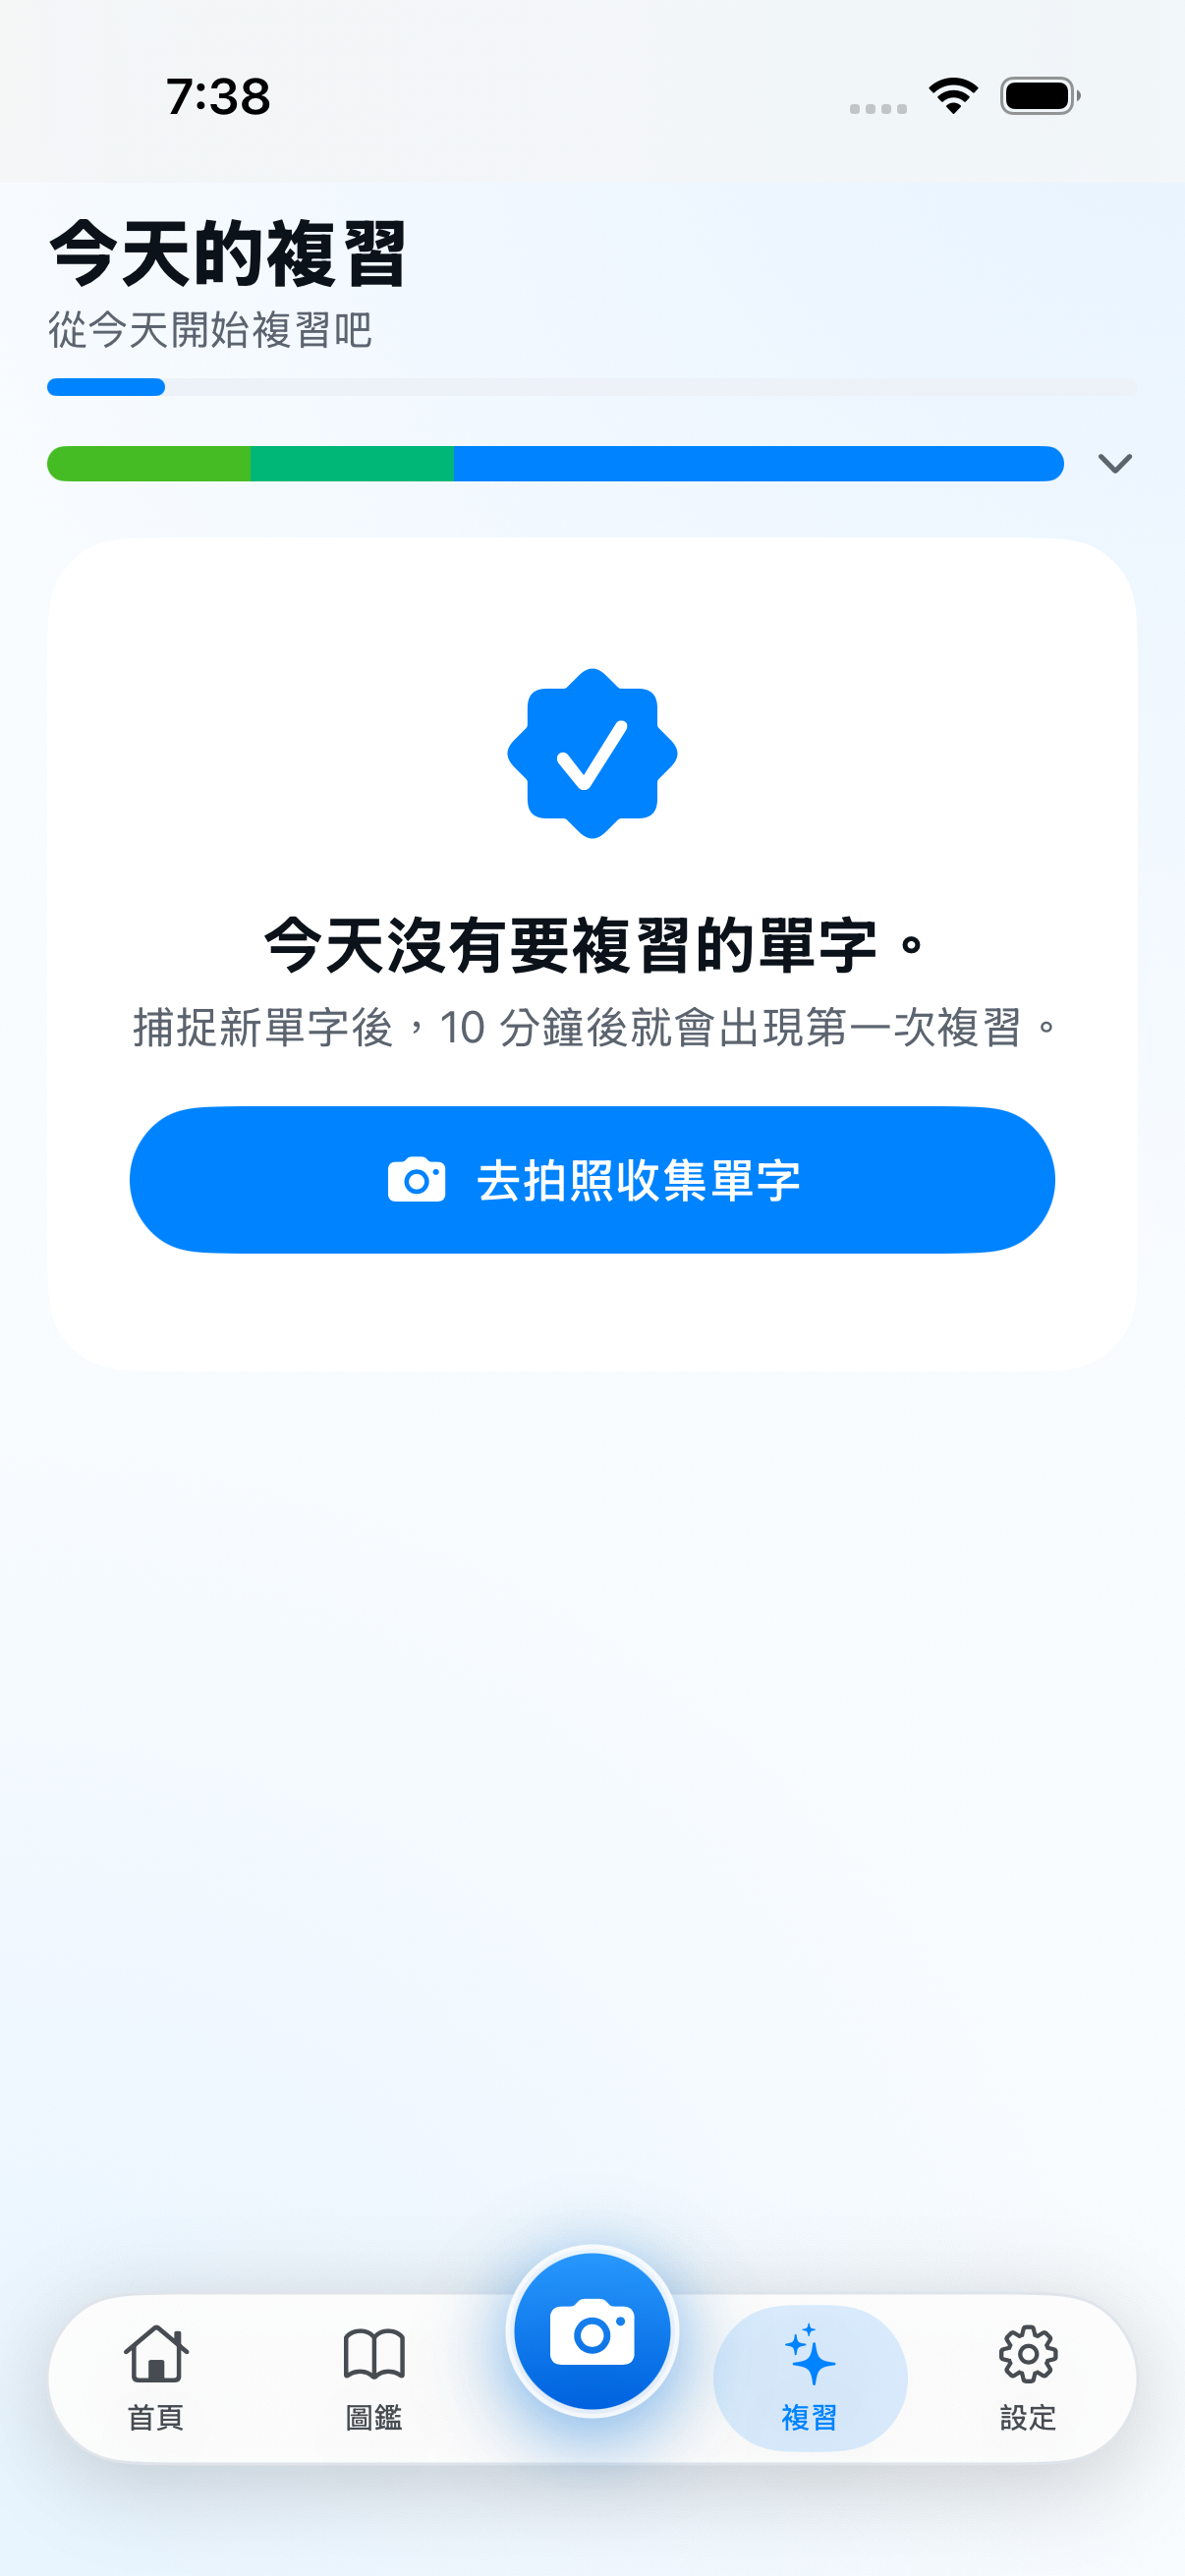 7:38
今天的複習
從今天開始複習吧
今天沒有要複習的單字。
捕捉新單字後，10 分鐘後就會出現第一次複習。
去拍照收集單字
首頁
圖鑑
複習
設定